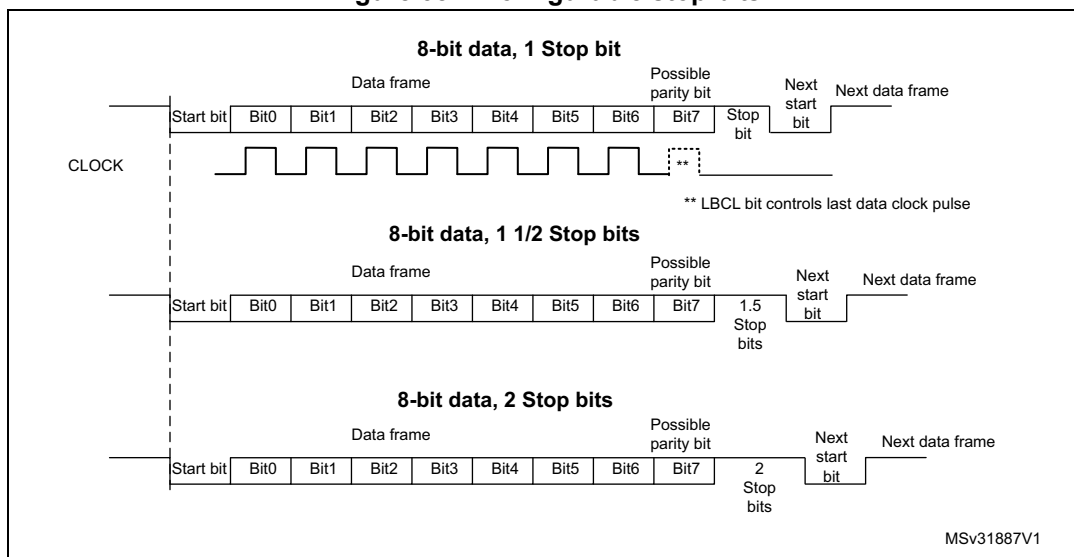 8-bit data, 1 Stop bit
Data frame
Possible
parity bit
Next
start
bit
Next data frame
Start bit Bit0 Bit1 Bit2 Bit3 Bit4 Bit5 Bit6 Bit7 Stop
bit
CLOCK
**
** LBCL bit controls last data clock pulse
8-bit data, 1 1/2 Stop bits
Data frame
Possible
parity bit
Next
start
bit
Next data frame
Start bit Bit0 Bit1 Bit2 Bit3 Bit4 Bit5 Bit6 Bit7 1.5
Stop
bits
8-bit data, 2 Stop bits
Data frame
Possible
parity bit
Next
start
bit
Next data frame
Start bit Bit0 Bit1 Bit2 Bit3 Bit4 Bit5 Bit6 Bit7 2
Stop
bits
MSv31887V1